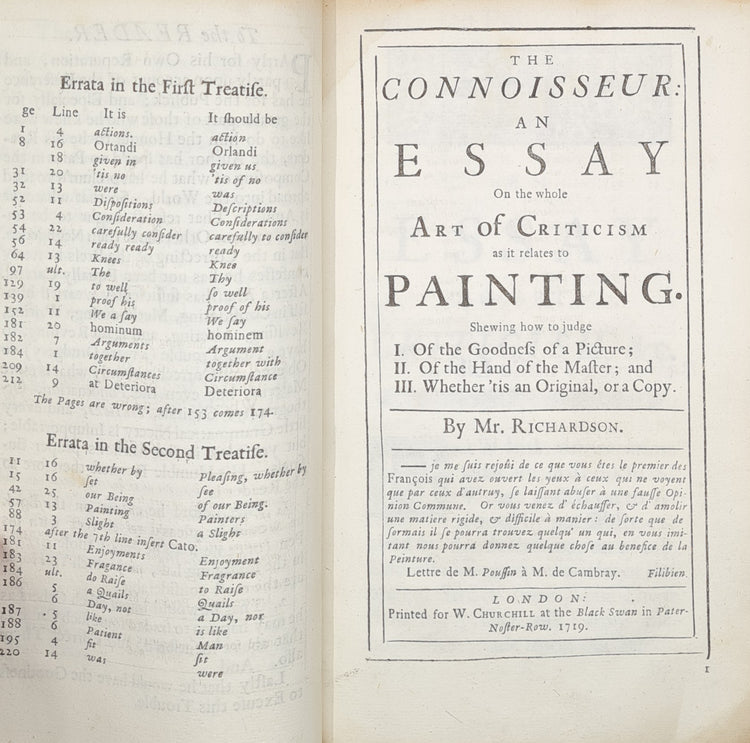 Errata in the Firſt Treatiſe.
ge Line It is It ſhould be
1 4 actions. action
8 16 Ortandi Orlandi
18 given in given us
31 20 'tis no 'tis of no
32 13 were was
52 11 Diſpoſitions Deſcriptions
53 4 Conſideration Conſiderations
54 22 carefully conſider carefully to conſider
56 14 ready ready ready
64 13 Knees Knee
97 ult. The Thy
129 19 to well ſo well
139 1 proof his proof of his
152 11 We a ſay We ſay
181 20 hominum hominem
182 7 Arguments Argument
184 1 together together with
209 14 Circumſtances Circumſtance
212 9 at Deteriora Deteriora
The Pages are wrong; after 153 comes 174.
Errata in the Second Treatiſe.
11 16 whether by Pleaſing, whether by
15 16 ſet ſee
42 25 our Being of our Being.
57 13 Painting Painters
88 3 Slight a Slight
174 after the 7th line inſert Cato.
181 11 Enjoyments Enjoyment
183 23 Fragance Fragrance
184 ult. do Raiſe to Raiſe
186 5 a Quails Quails
6 Day, not a Day, nor
187 5 like is like
188 6 Patient Man
195 4 fit ſit
220 14 was were
THE
CONNOISSEUR:
AN
ESSAY
On the whole
ART of CRITICISM
as it relates to
PAINTING.
Shewing how to judge
I. Of the Goodneſs of a Picture;
II. Of the Hand of the Maſter; and
III. Whether 'tis an Original, or a Copy.
By Mr. RICHARDSON.
—— je me ſuis rejoüi de ce que vous êtes le premier des
François qui avez ouvert les yeux à ceux qui ne voyent
que par ceux d'autruy, ſe laiſſant abuſer à une fauſſe Opi
nion Commune. Or vous venez d' échauffer, & d' amolir
une matiere rigide, & difficile à manier: de ſorte que de
ſormais il ſe pourra trouvez quelqu' un qui, en vous imi
tant nous pourra donnez quelque choſe au benefice de la
Peinture.
Lettre de M. Pouſſin à M. de Cambray. Filibien
LONDON:
Printed for W. CHURCHILL at the Black Swan in Pater-
Noſter-Row. 1719.
1